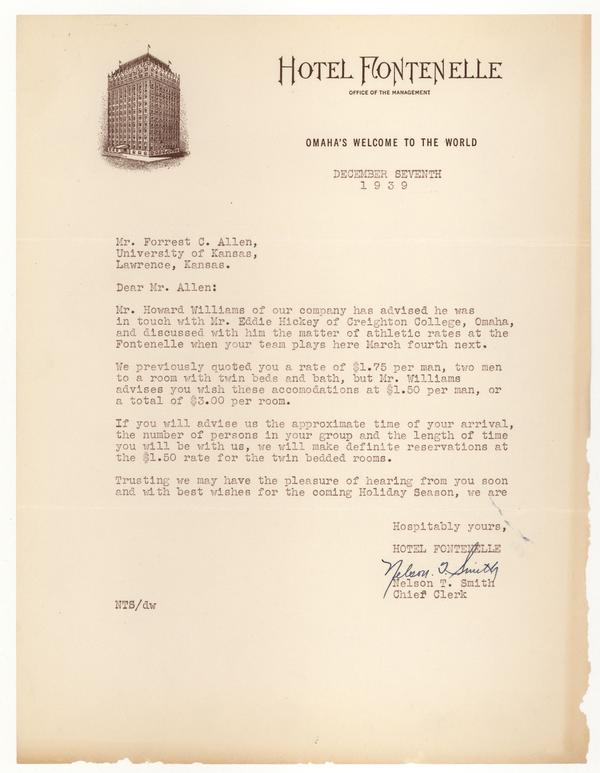 HOTEL FONTENELLE
OFFICE OF THE MANAGEMENT
OMAHA'S WELCOME TO THE WORLD
DECEMBER SEVENTH
1 9 3 9
Mr. Forrest C. Allen,
University of Kansas,
Lawrence, Kansas.
Dear Mr. Allen:
Mr. Howard Williams of our company has advised he was
in touch with Mr. Eddie Hickey of Creighton College, Omaha,
and discussed with him the matter of athletic rates at the
Fontenelle when your team plays here March fourth next.
We previously quoted you a rate of $1.75 per man, two men
to a room with twin beds and bath, but Mr. Williams
advises you wish these accomodations at $1.50 per man, or
a total of $3.00 per room.
If you will advise us the approximate time of your arrival,
the number of persons in your group and the length of time
you will be with us, we will make definite reservations at
the $1.50 rate for the twin bedded rooms.
Trusting we may have the pleasure of hearing from you soon
and with best wishes for the coming Holiday Season, we are
Hospitably yours,
HOTEL FONTENELLE
Nelson T. Smith
Nelson T. Smith
Chief Clerk
NTS/dw